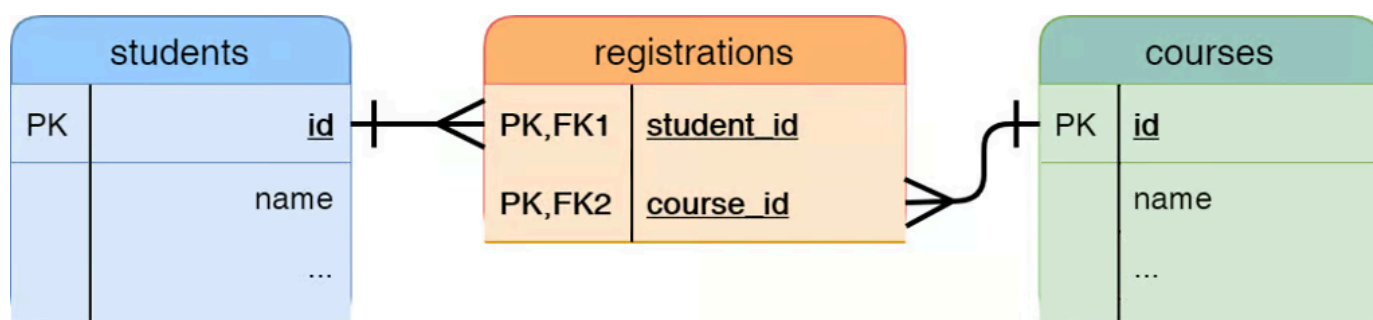 students
PK id
name
...
registrations
PK,FK1 student_id
PK,FK2 course_id
courses
PK id
name
...